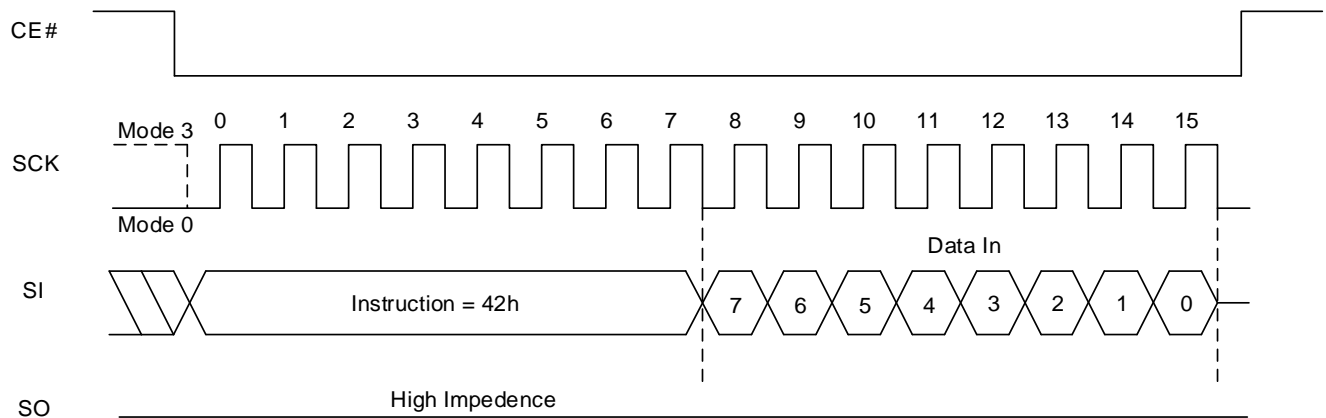 CE#
Mode 3
0 1 2 3 4 5 6 7 8 9 10 11 12 13 14 15
SCK
Mode 0
Data In
SI
Instruction = 42h
7 6 5 4 3 2 1 0
High Impedence
SO